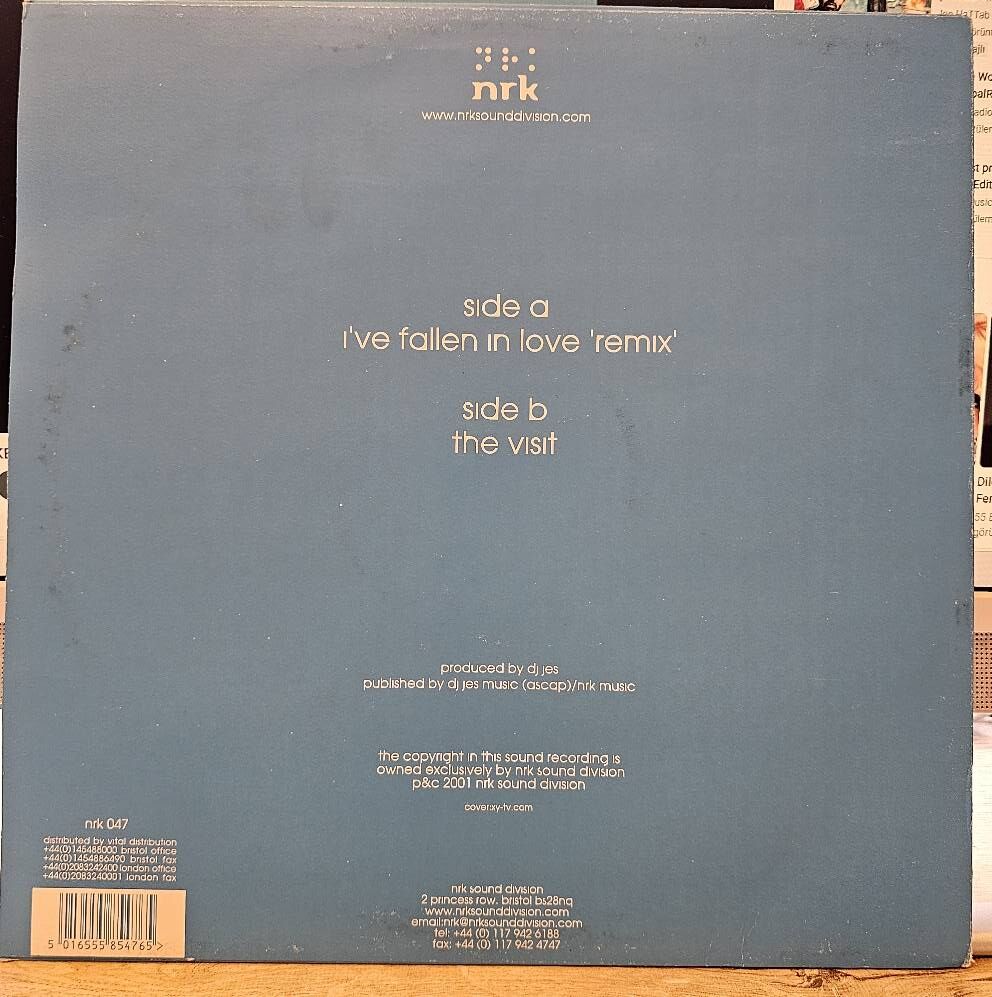 nrk
www.nrksounddivision.com
side a
i've fallen in love 'remix'
side b
the visit
produced by dj jes
published by dj jes music (ascap)/nrk music
the copyright in this sound recording is
owned exclusively by nrk sound division
p&c 2001 nrk sound division
cover:xy-tv.com
nrk 047
distributed by vital distribution
+44(0)145488000 bristol office
+44(0)1454886490 bristol fax
+44(0)2083242400 london office
+44(0)2083240001 london fax
5 016555 854765 >
nrk sound division
2 princess row. bristol bs28nq
www.nrksounddivision.com
email:nrk@nrksounddivision.com
tel: +44 (0) 117 942 6188
fax: +44 (0) 117 942 4747